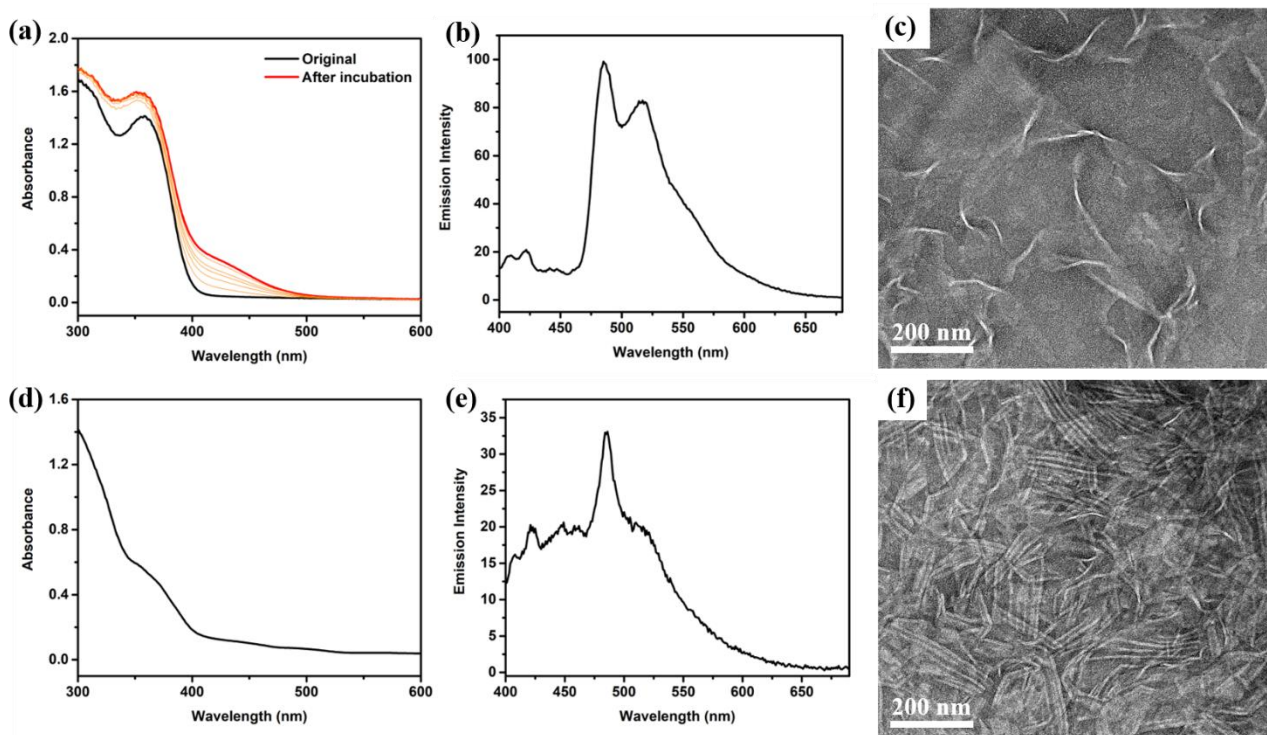 (a)
2.0
1.6
1.2
0.8
0.4
0.0
Absorbance
Original
After incubation
300 400 500 600
Wavelength (nm)
(b)
100
80
60
40
20
0
Emission Intensity
400 450 500 550 600 650
Wavelength (nm)
(c)
200 nm
(d)
1.6
1.2
0.8
0.4
0.0
Absorbance
300 400 500 600
Wavelength (nm)
(e)
35
30
25
20
15
10
5
0
Emission Intensity
400 450 500 550 600 650
Wavelength (nm)
(f)
200 nm